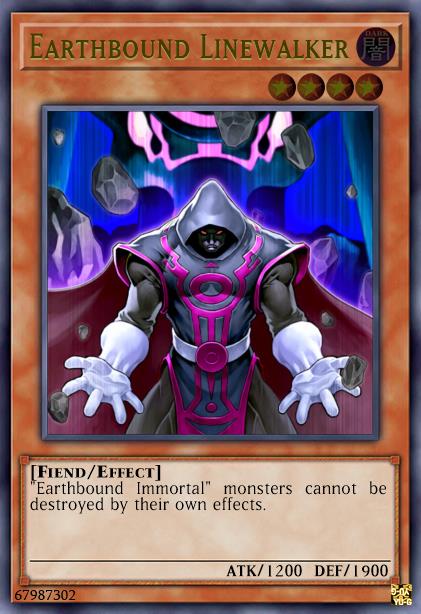 EARTHBOUND LINEWALKER
DARK
闇
[FIEND/EFFECT]
"Earthbound Immortal" monsters cannot be
destroyed by their own effects.
ATK/1200 DEF/1900
67987302